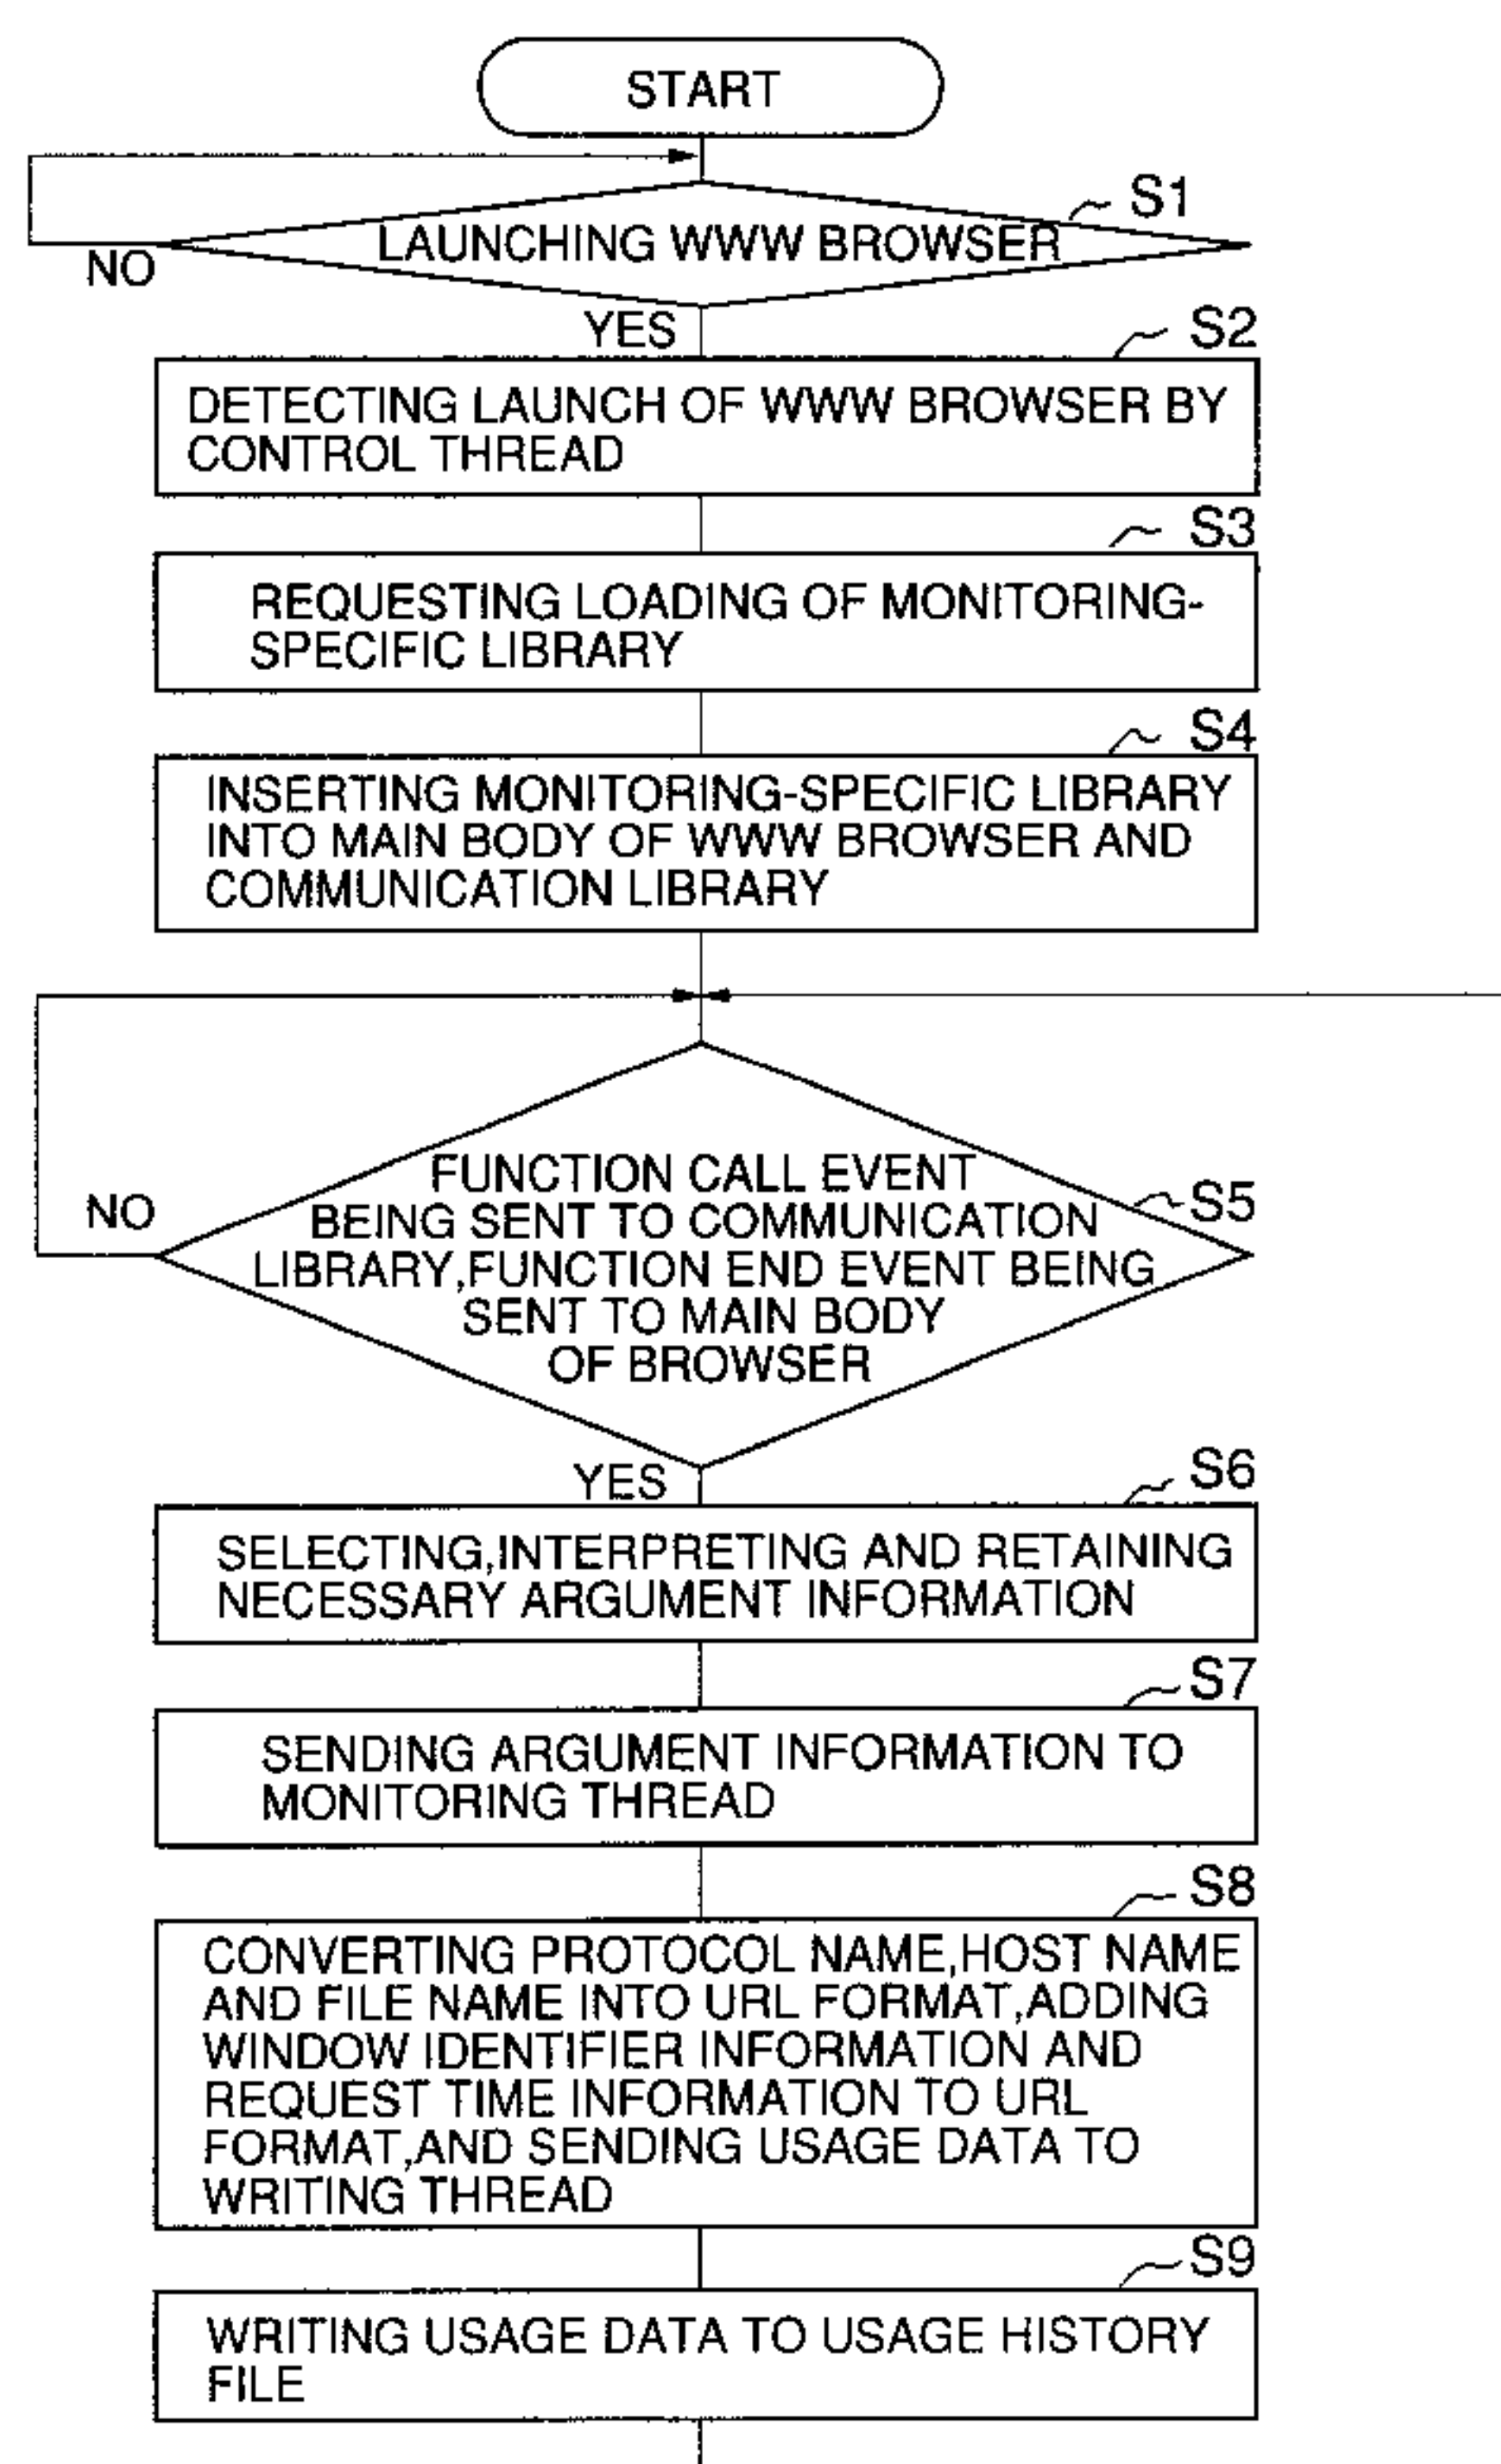 START
S1
LAUNCHING WWW BROWSER
NO
YES
S2
DETECTING LAUNCH OF WWW BROWSER BY
CONTROL THREAD
S3
REQUESTING LOADING OF MONITORING-
SPECIFIC LIBRARY
S4
INSERTING MONITORING-SPECIFIC LIBRARY
INTO MAIN BODY OF WWW BROWSER AND
COMMUNICATION LIBRARY
FUNCTION CALL EVENT
BEING SENT TO COMMUNICATION
LIBRARY,FUNCTION END EVENT BEING
SENT TO MAIN BODY
OF BROWSER
S5
NO
YES
S6
SELECTING,INTERPRETING AND RETAINING
NECESSARY ARGUMENT INFORMATION
S7
SENDING ARGUMENT INFORMATION TO
MONITORING THREAD
S8
CONVERTING PROTOCOL NAME,HOST NAME
AND FILE NAME INTO URL FORMAT,ADDING
WINDOW IDENTIFIER INFORMATION AND
REQUEST TIME INFORMATION TO URL
FORMAT,AND SENDING USAGE DATA TO
WRITING THREAD
S9
WRITING USAGE DATA TO USAGE HISTORY
FILE